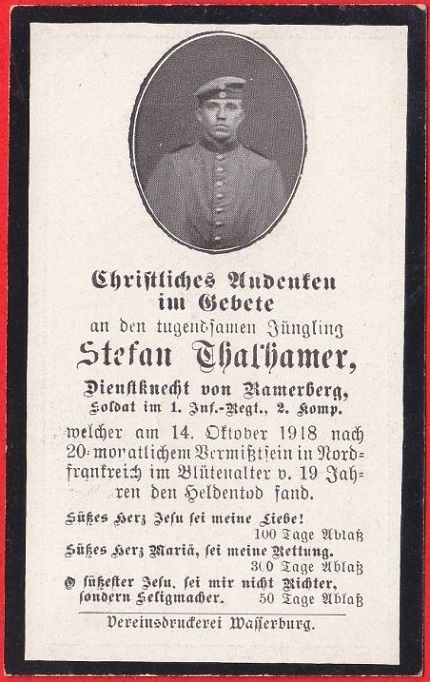 Christliches Andenken
im Gebete
an den tugendsamen Jüngling
Stefan Thalhamer,
Dienstknecht von Ramerberg,
Soldat im 1. Inf.-Regt., 2. Komp.
welcher am 14. Oktober 1918 nach
20-monatlichem Vermißtsein in Nord-
frankreich im Blütenalter v. 19 Jah-
ren den Heldentod fand.
Süßes Herz Jesu sei meine Liebe!
100 Tage Ablaß
Süßes Herz Mariä, sei meine Rettung.
300 Tage Ablaß
O süßester Jesu, sei mir nicht Richter,
sondern Seligmacher. 50 Tage Ablaß
Vereinsdruckerei Wasserburg.